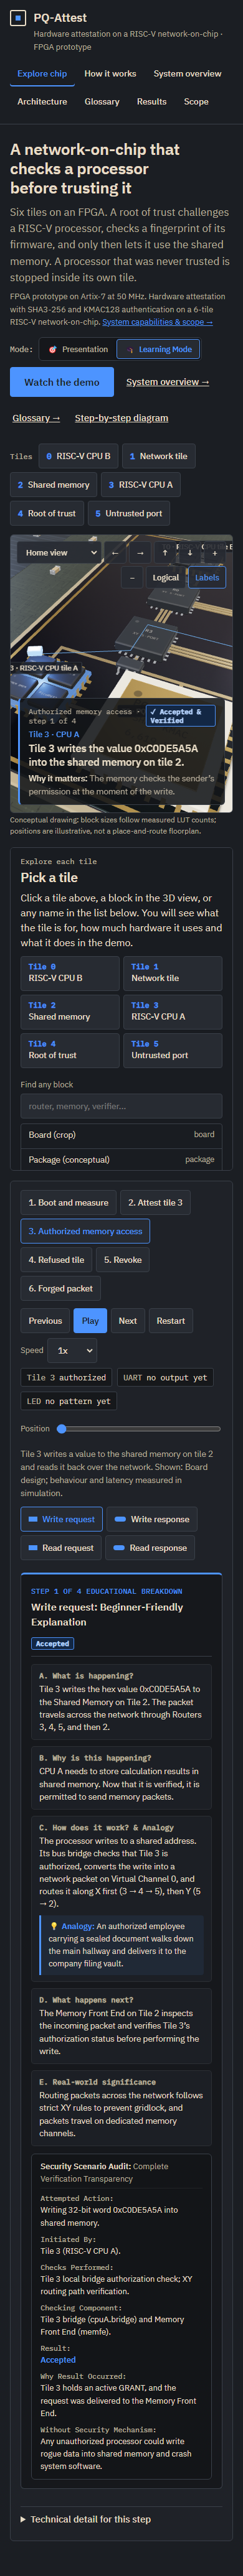 PQ-Attest
Hardware attestation on a RISC-V network-on-chip ·
FPGA prototype
Explore chip
How it works
System overview
Architecture
Glossary
Results
Scope
A network-on-chip that
checks a processor
before trusting it
Six tiles on an FPGA. A root of trust challenges
a RISC-V processor, checks a fingerprint of its
firmware, and only then lets it use the shared
memory. A processor that was never trusted is
stopped inside its own tile.
FPGA prototype on Artix-7 at 50 MHz. Hardware attestation
with SHA3-256 and KMAC128 authentication on a 6-tile
RISC-V network-on-chip. System capabilities & scope →
Mode:
Presentation
Learning Mode
Watch the demo
System overview →
Glossary →
Step-by-step diagram
Tiles
0 RISC-V CPU B
1 Network tile
2 Shared memory
3 RISC-V CPU A
4 Root of trust
5 Untrusted port
Home view
← → ↑ ↓ +
−
Logical
Labels
3 · RISC-V CPU tile A
Authorized memory access ·
step 1 of 4
✓ Accepted &
Verified
Tile 3 · CPU A
Tile 3 writes the value 0xC0DE5A5A
into the shared memory on tile 2.
Why it matters: The memory checks the sender's
permission at the moment of the write.
Conceptual drawing: block sizes follow measured LUT counts;
positions are illustrative, not a place-and-route floorplan.
Explore each tile
Pick a tile
Click a tile above, a block in the 3D view, or
any name in the list below. You will see what
the tile is for, how much hardware it uses and
what it does in the demo.
Tile 0
RISC-V CPU B
Tile 1
Network tile
Tile 2
Shared memory
Tile 3
RISC-V CPU A
Tile 4
Root of trust
Tile 5
Untrusted port
Find any block
router, memory, verifier...
Board (crop)
board
Package (conceptual)
package
1. Boot and measure
2. Attest tile 3
3. Authorized memory access
4. Refused tile
5. Revoke
6. Forged packet
Previous
Play
Next
Restart
Speed
1x
Tile 3 authorized
UART no output yet
LED no pattern yet
Position
Tile 3 writes a value to the shared memory on tile 2
and reads it back over the network. Shown: Board
design; behaviour and latency measured in
simulation.
Write request
Write response
Read request
Read response
STEP 1 OF 4 EDUCATIONAL BREAKDOWN
Write request: Beginner-Friendly
Explanation
Accepted
A. What is happening?
Tile 3 writes the hex value 0xC0DE5A5A to
the Shared Memory on Tile 2. The packet
travels across the network through Routers
3, 4, 5, and then 2.
B. Why is this happening?
CPU A needs to store calculation results in
shared memory. Now that it is verified, it is
permitted to send memory packets.
C. How does it work? & Analogy
The processor writes to a shared address.
Its bus bridge checks that Tile 3 is
authorized, converts the write into a
network packet on Virtual Channel 0, and
routes it along X first (3 → 4 → 5), then Y (5
→ 2).
💡 Analogy: An authorized employee
carrying a sealed document walks down
the main hallway and delivers it to the
company filing vault.
D. What happens next?
The Memory Front End on Tile 2 inspects
the incoming packet and verifies Tile 3's
authorization status before performing the
write.
E. Real-world significance
Routing packets across the network follows
strict XY rules to prevent gridlock, and
packets travel on dedicated memory
channels.
Security Scenario Audit: Complete
Verification Transparency
Attempted Action:
Writing 32-bit word 0xC0DE5A5A into
shared memory.
Initiated By:
Tile 3 (RISC-V CPU A).
Checks Performed:
Tile 3 local bridge authorization check; XY
routing path verification.
Checking Component:
Tile 3 bridge (cpuA.bridge) and Memory
Front End (memfe).
Result:
Accepted
Why Result Occurred:
Tile 3 holds an active GRANT, and the
request was delivered to the Memory Front
End.
Without Security Mechanism:
Any unauthorized processor could write
rogue data into shared memory and crash
system software.
▶ Technical detail for this step